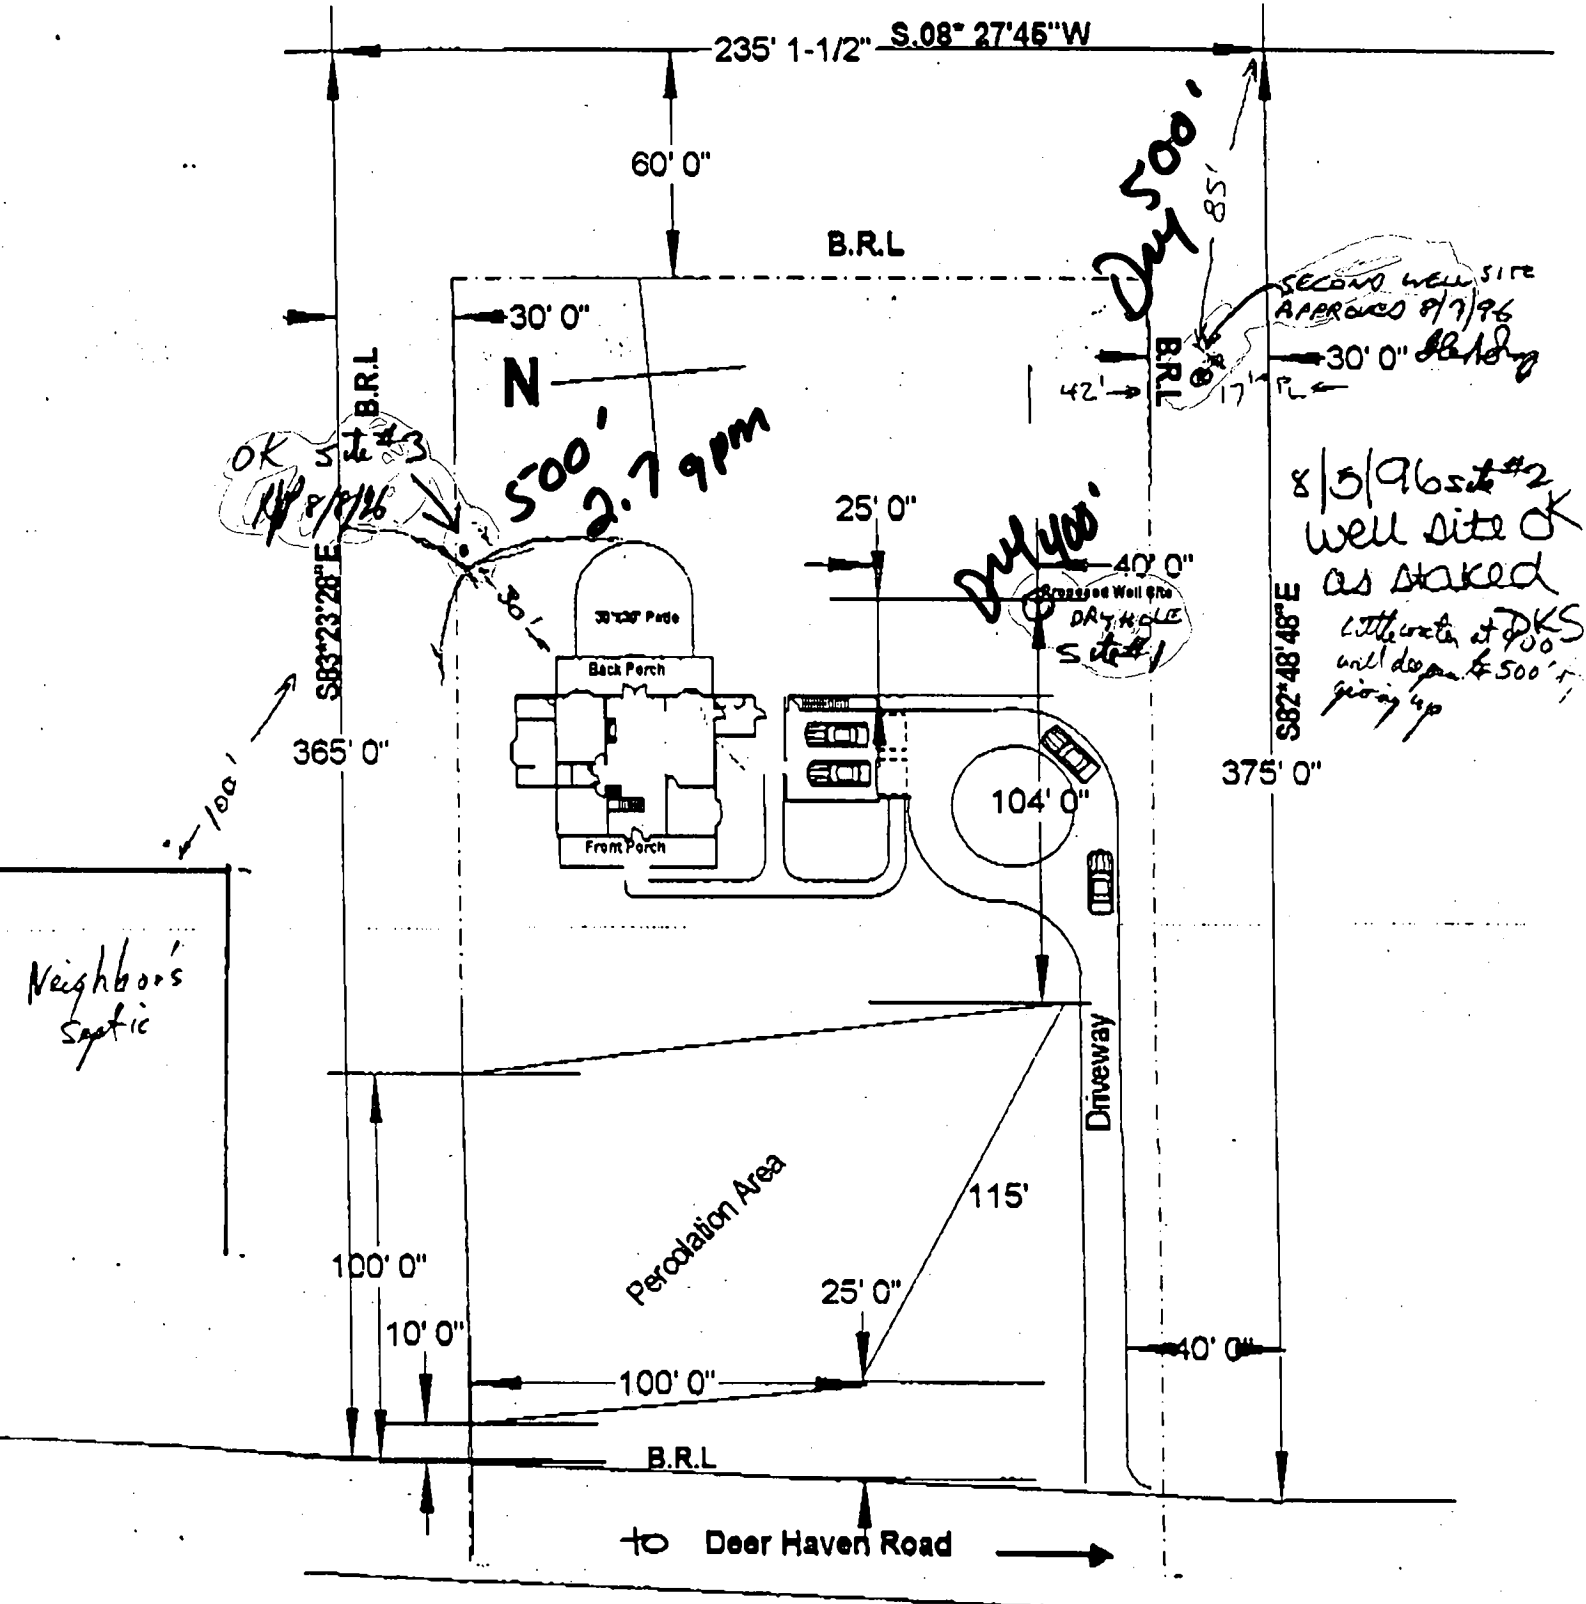 235' 1-1/2" S.08° 27'45"W
60' 0"
Dry 500'
85'
B.R.L
SECOND WELL SITE
APPROVED 8/7/96
30' 0"
30' 0"
B.R.L
B.R.L
N
42'
17' PL
OK Site #3
8/8/96
500'
2.7 gpm
25' 0"
Dry 400'
40' 0"
8/5/96 site #2
well site OK
as staked
DKS
Little water at
will deepen to 500'
giving up
Proposed Well Site
DRY HOLE
Site #1
30'
30'x30' Patio
Back Porch
S83°23'28"E
S82°48'48"E
365' 0"
375' 0"
100'
104' 0"
Front Porch
Neighbor's
Septic
Driveway
Percolation Area
115'
100' 0"
25' 0"
10' 0"
100' 0"
40' 0"
B.R.L
to Deer Haven Road